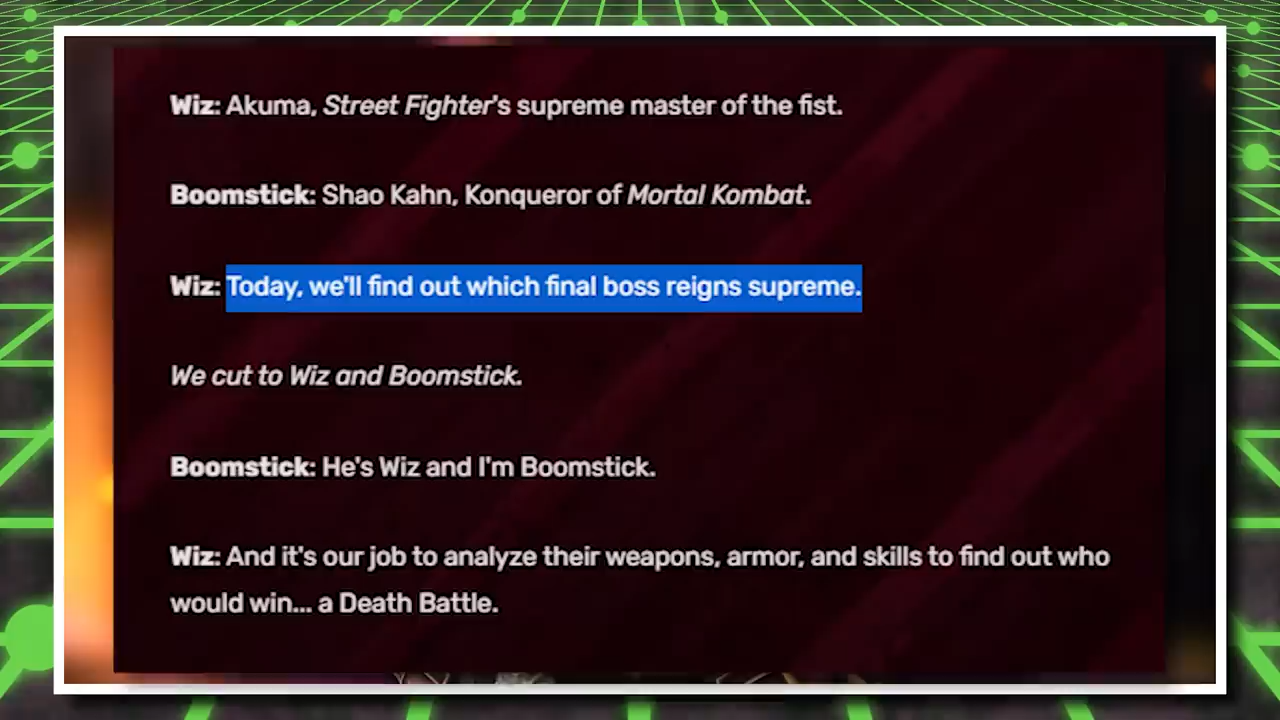 Wiz: Akuma, Street Fighter's supreme master of the fist.
Boomstick: Shao Kahn, Konqueror of Mortal Kombat.
Wiz: Today, we'll find out which final boss reigns supreme.
We cut to Wiz and Boomstick.
Boomstick: He's Wiz and I'm Boomstick.
Wiz: And it's our job to analyze their weapons, armor, and skills to find out who
would win... a Death Battle.